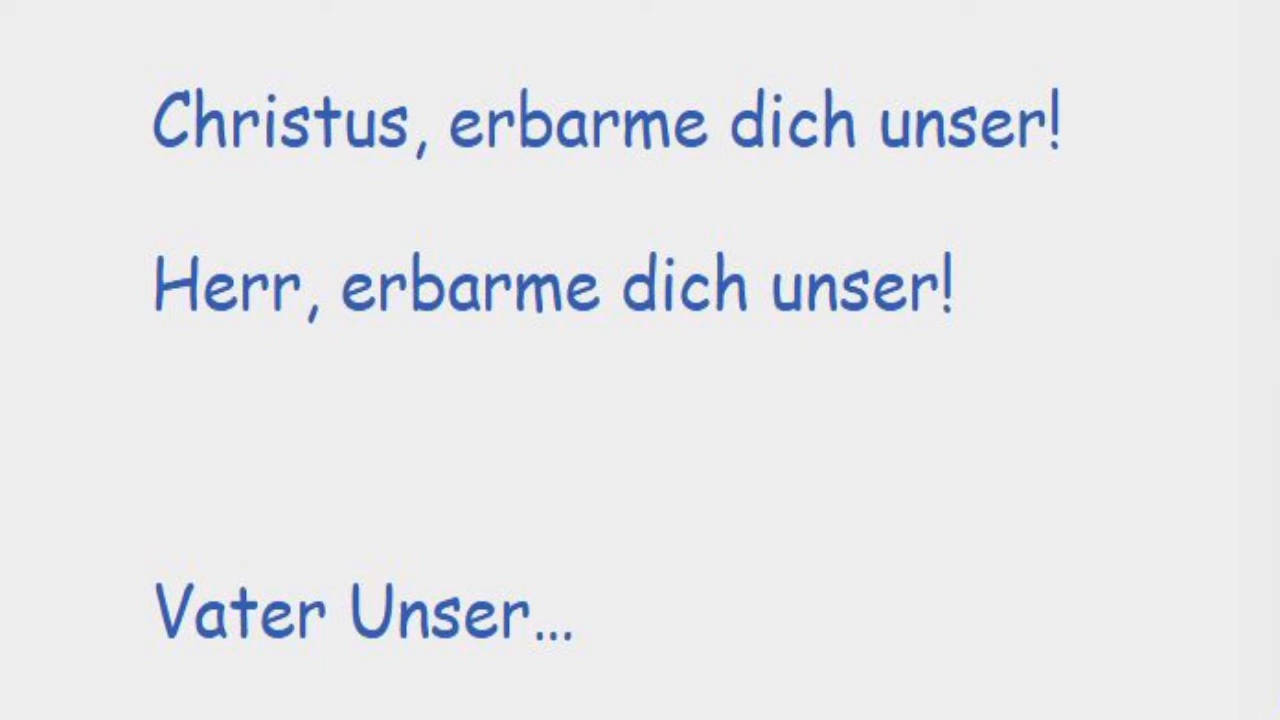 Christus, erbarme dich unser!
Herr, erbarme dich unser!
Vater Unser...